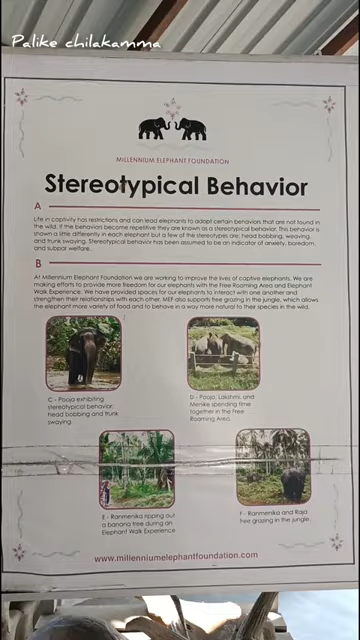 Palike chilakamma
MILLENNIUM ELEPHANT FOUNDATION
Stereotypical Behavior
A
Life in captivity has restrictions and can lead elephants to adopt certain behaviors that are not found in
the wild. If the behaviors become repetitive they are known as a stereotypical behavior. This behavior is
shown a little differently in each elephant but a few of the stereotypes are; head bobbing, weaving,
and trunk swaying. Stereotypical behavior has been assumed to be an indicator of anxiety, boredom,
and subpar welfare.
B
At Millennium Elephant Foundation we are working to improve the lives of captive elephants. We are
making efforts to provide more freedom for our elephants with the Free Roaming Area and Elephant
Walk Experience. We have provided spaces for our elephants to interact with one another and
strengthen their relationships with each other. MEF also supports free grazing in the jungle, which allows
the elephant more variety of food and to behave in a way more natural to their species in the wild.
C - Pooja exhibiting
stereotypical behavior;
head bobbing and trunk
swaying.
D - Pooja, Lakshmi, and
Menike spending time
together in the Free
Roaming Area.
E - Ranmenika ripping out
a banana tree during an
Elephant Walk Experience
F - Ranmenika and Raja
free grazing in the jungle.
www.millenniumelephantfoundation.com